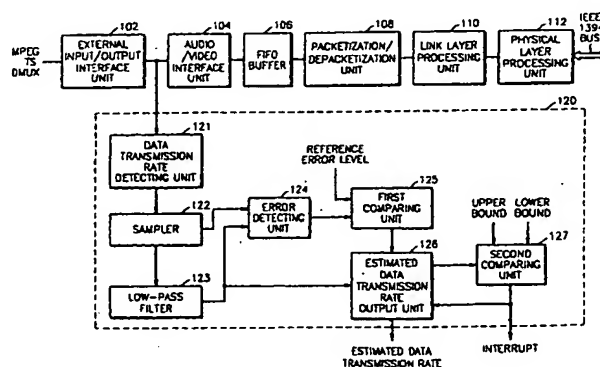 102
EXTERNAL
INPUT/OUTPUT
INTERFACE
UNIT
104
AUDIO
/VIDEO
INTERFACE
UNIT
106
FIFO
BUFFER
108
PACKETIZATION/
DEPACKETIZATION
UNIT
110
LINK LAYER
PROCESSING
UNIT
112
PHYSICAL
LAYER
PROCESSING
UNIT
IEEE
1394
BUS
MPEG
TS
DMUX
120
121
DATA
TRANSMISSION
RATE
DETECTING UNIT
122
SAMPLER
123
LOW-PASS
FILTER
124
ERROR
DETECTING
UNIT
REFERENCE
ERROR LEVEL
125
FIRST
COMPARING
UNIT
126
ESTIMATED
DATA
TRANSMISSION
RATE
OUTPUT UNIT
UPPER
BOUND
LOWER
BOUND
127
SECOND
COMPARING
UNIT
ESTIMATED DATA
TRANSMISSION RATE
INTERRUPT